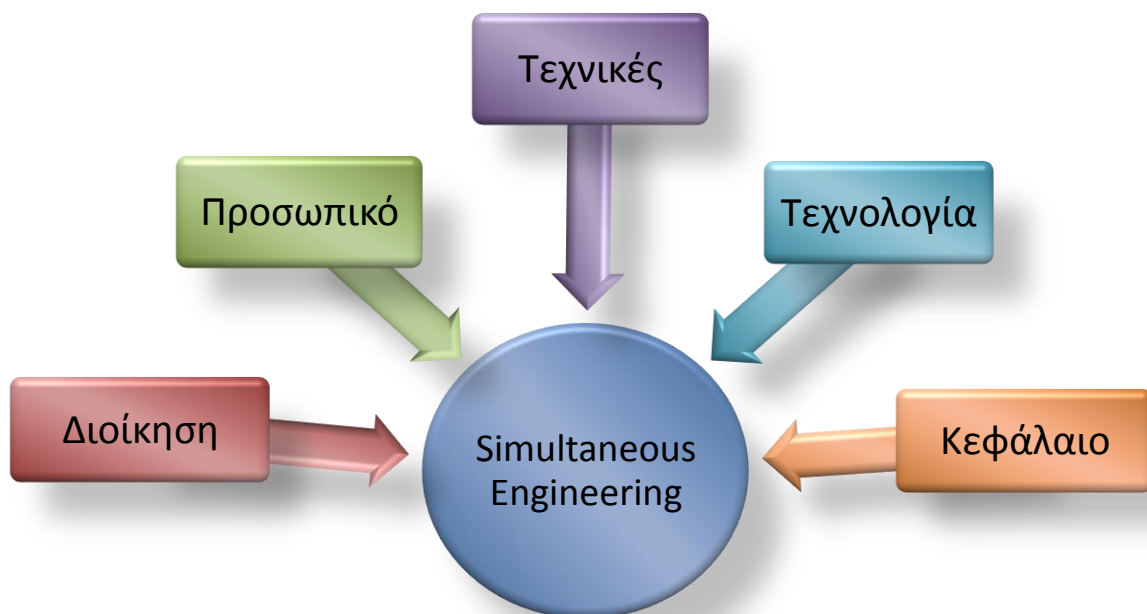 Τεχνικές
Προσωπικό
Τεχνολογία
Διοίκηση
Simultaneous
Engineering
Κεφάλαιο